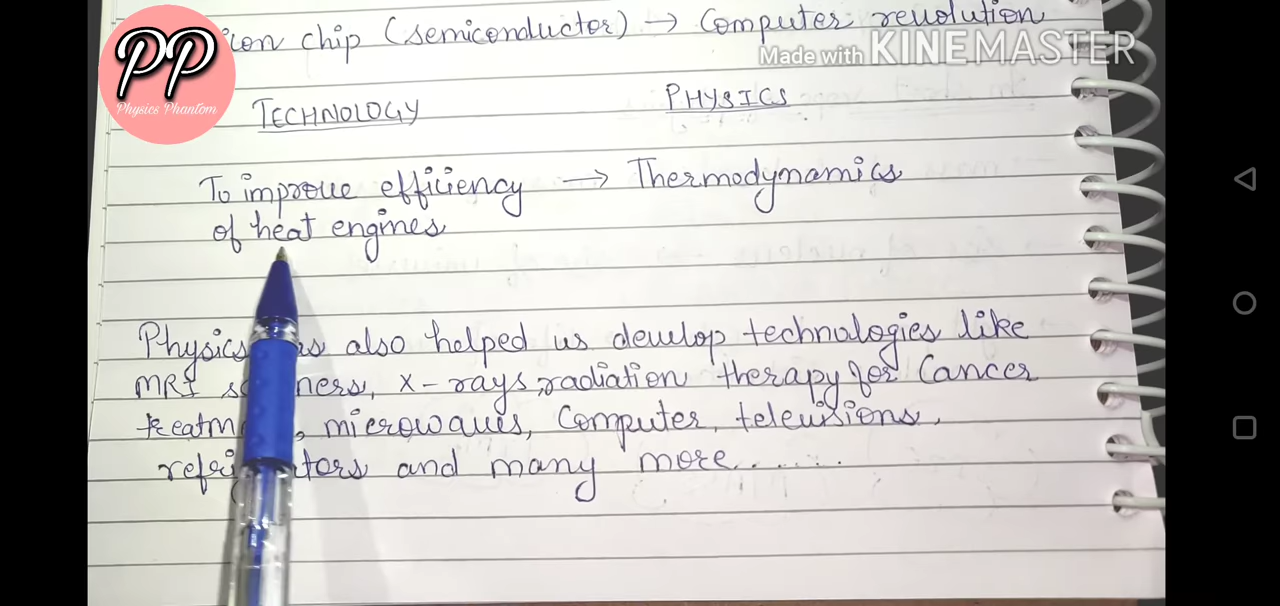 PP
Physics Phantom
chip (semiconductor) → Computer revolution
Made with KINEMASTER
TECHNOLOGY PHYSICS
To improve efficiency → Thermodynamics
of heat engines
Physics also helped us develop technologies like
MRI x-rays, radiation therapy for Cancer
microwaves, Computer, televisions,
and many more......